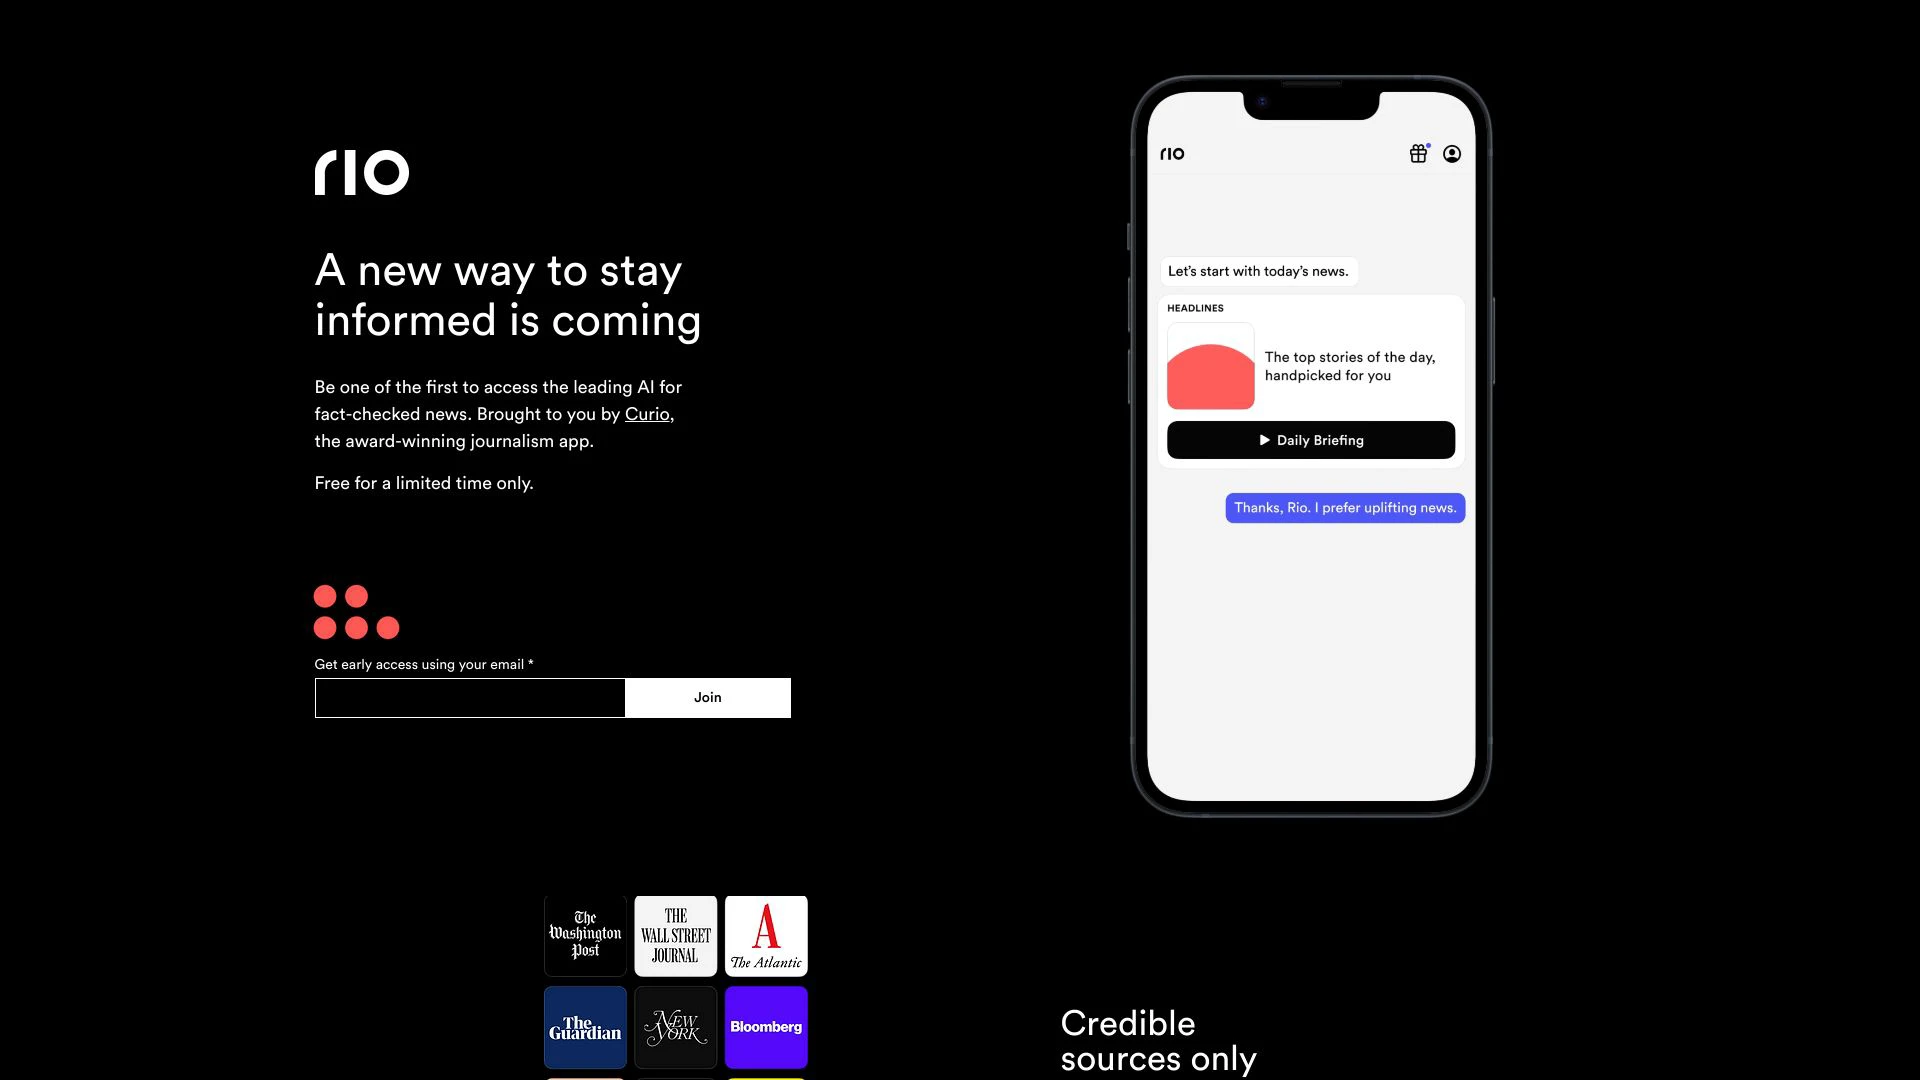 rio
A new way to stay
informed is coming
Be one of the first to access the leading AI for
fact-checked news. Brought to you by Curio,
the award-winning journalism app.
Free for a limited time only.
Get early access using your email *
Join
rio
Let's start with today's news.
HEADLINES
The top stories of the day,
handpicked for you
Daily Briefing
Thanks, Rio. I prefer uplifting news.
The
Washington
Post
THE
WALL STREET
JOURNAL
A
The Atlantic
The
Guardian
NEW
YORK
Bloomberg
Credible
sources only